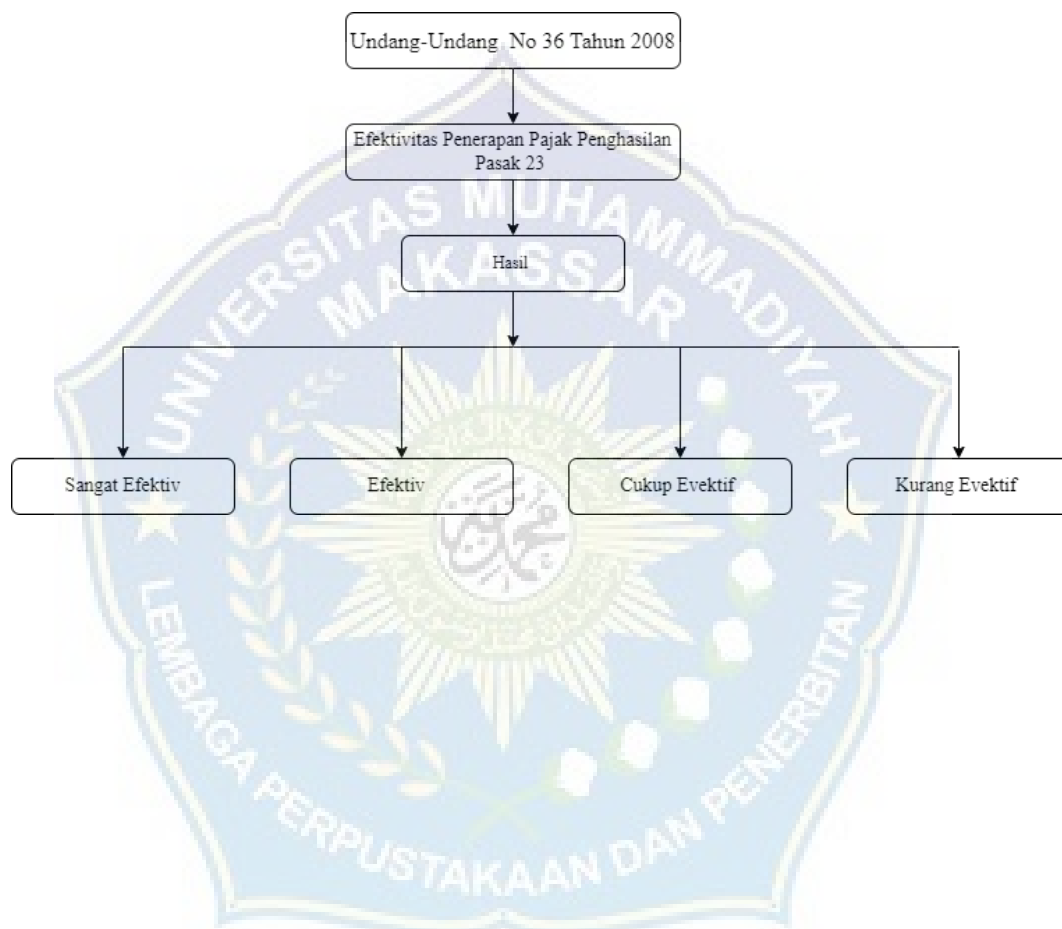 Undang-Undang No 36 Tahun 2008
Efektivitas Penerapan Pajak Penghasilan
Pasak 23
Hasil
Sangat Efektiv
Efektiv
Cukup Evektif
Kurang Evektif
UNIVERSITAS MUHAMMADIYAH
MAKASSAR
LEMBAGA PERPUSTAKAAN DAN PENERBITAN